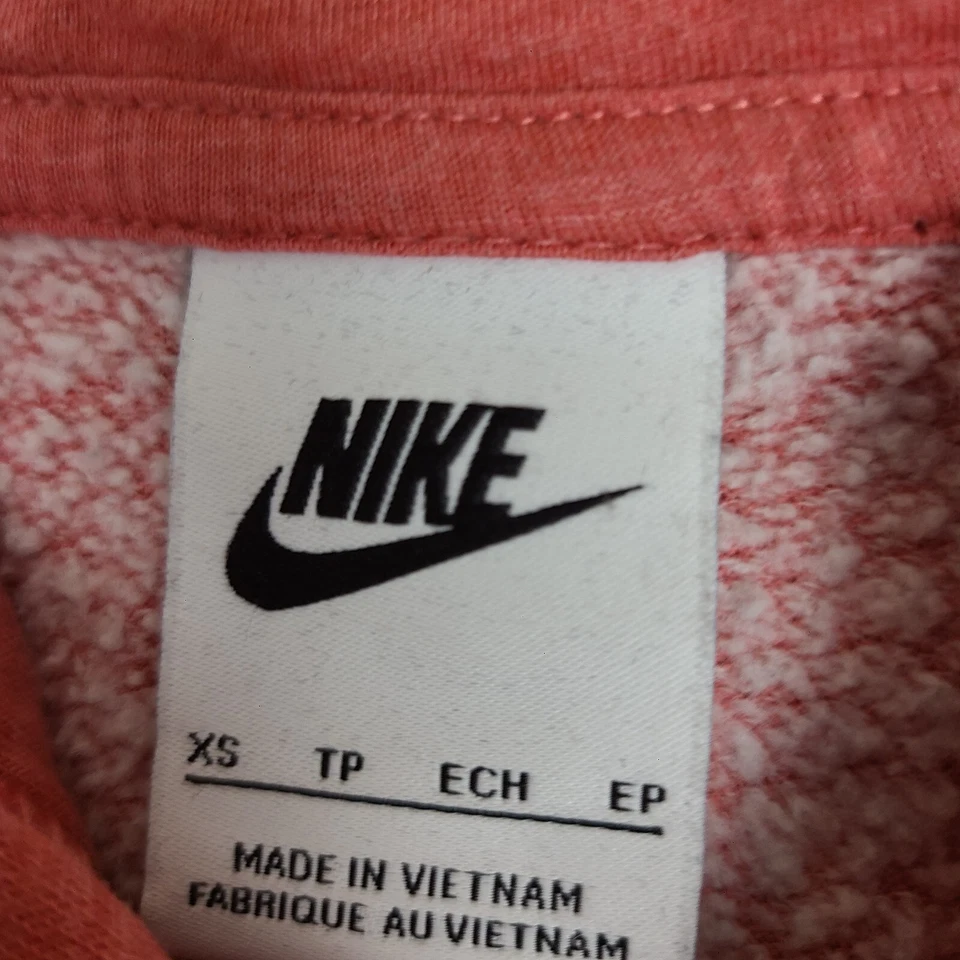 NIKE
XS TP ECH EP
MADE IN VIETNAM
FABRIQUE AU VIETNAM